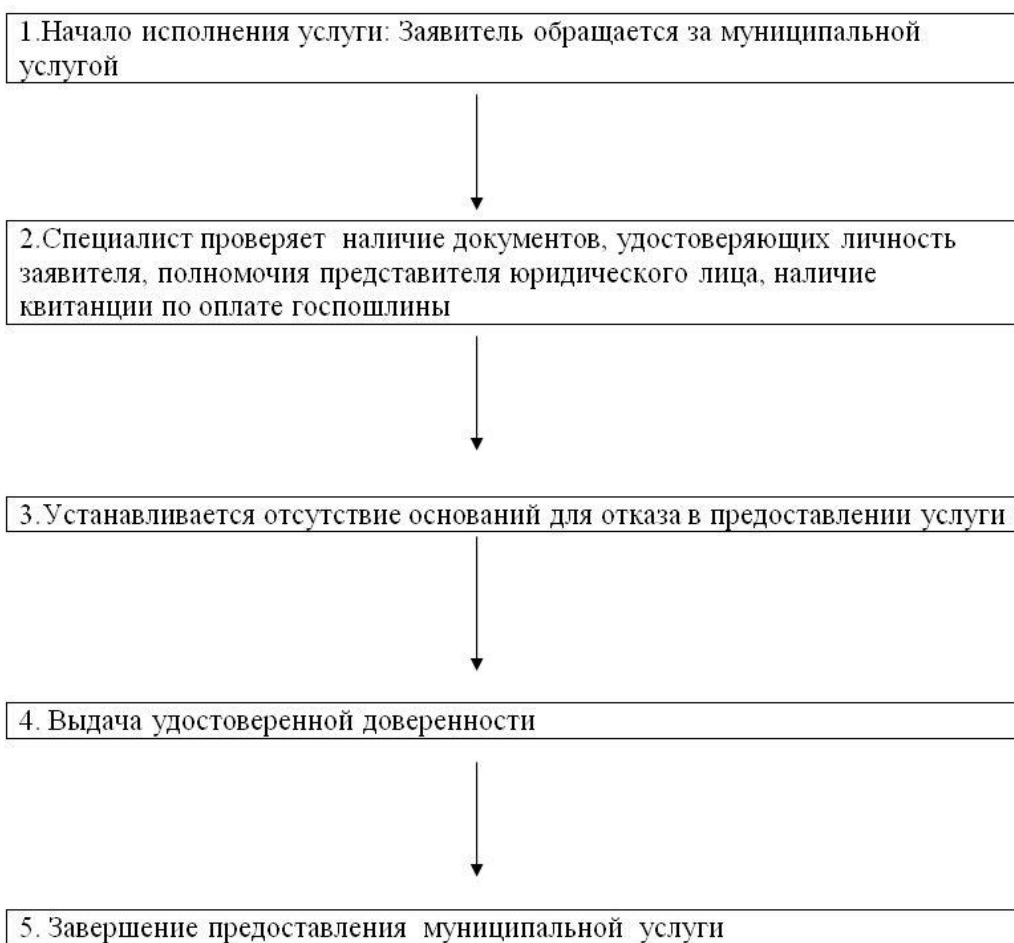 1.Начало исполнения услуги: Заявитель обращается за муниципальной
услугой
2.Специалист проверяет наличие документов, удостоверяющих личность
заявителя, полномочия представителя юридического лица, наличие
квитанции по оплате госпошлины
3.Устанавливается отсутствие оснований для отказа в предоставлении услуги
4. Выдача удостоверенной доверенности
5. Завершение предоставления муниципальной услуги